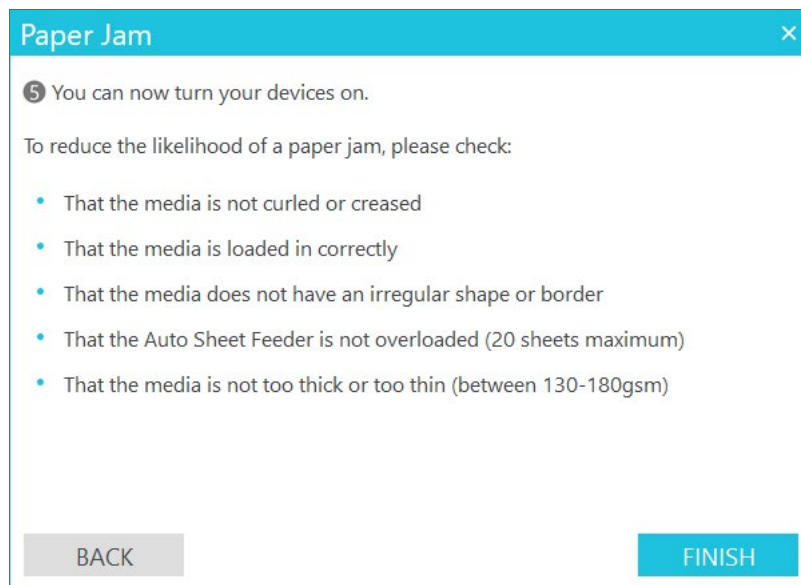 Paper Jam ×
❺ You can now turn your devices on.
To reduce the likelihood of a paper jam, please check:
• That the media is not curled or creased
• That the media is loaded in correctly
• That the media does not have an irregular shape or border
• That the Auto Sheet Feeder is not overloaded (20 sheets maximum)
• That the media is not too thick or too thin (between 130-180gsm)
BACK FINISH